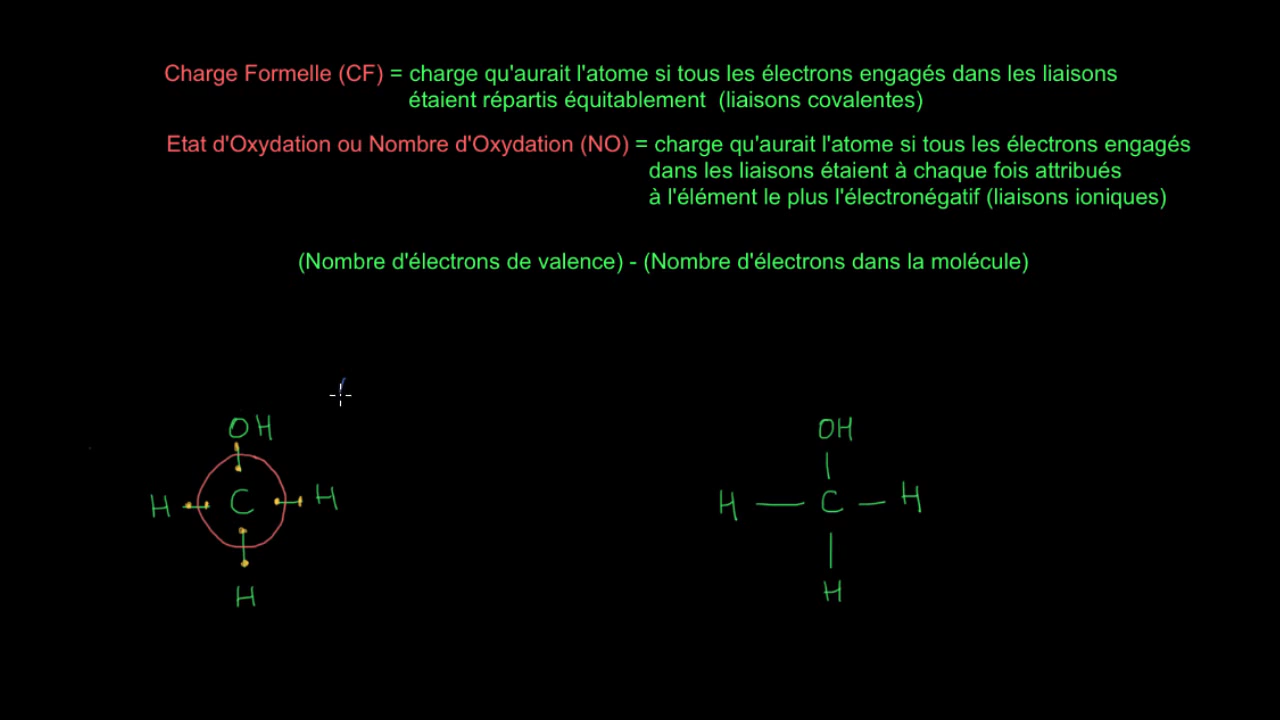 Charge Formelle (CF) = charge qu'aurait l'atome si tous les électrons engagés dans les liaisons
étaient répartis équitablement (liaisons covalentes)
Etat d'Oxydation ou Nombre d'Oxydation (NO) = charge qu'aurait l'atome si tous les électrons engagés
dans les liaisons étaient à chaque fois attribués
à l'élément le plus l'électronégatif (liaisons ioniques)
(Nombre d'électrons de valence) - (Nombre d'électrons dans la molécule)
OH
H C H
H
OH
H C H
H